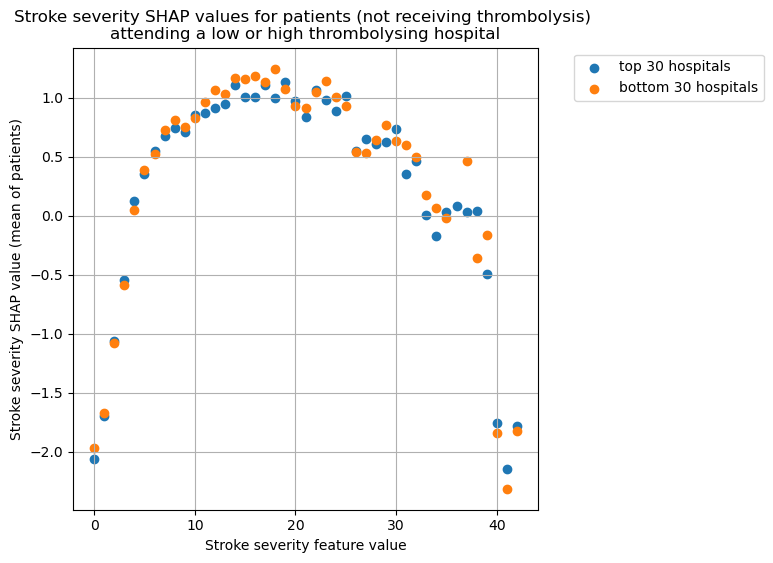 Stroke severity SHAP values for patients (not receiving thrombolysis)
attending a low or high thrombolysing hospital
top 30 hospitals
bottom 30 hospitals
Stroke severity SHAP value (mean of patients)
1.0
0.5
0.0
−0.5
−1.0
−1.5
−2.0
0 10 20 30 40
Stroke severity feature value